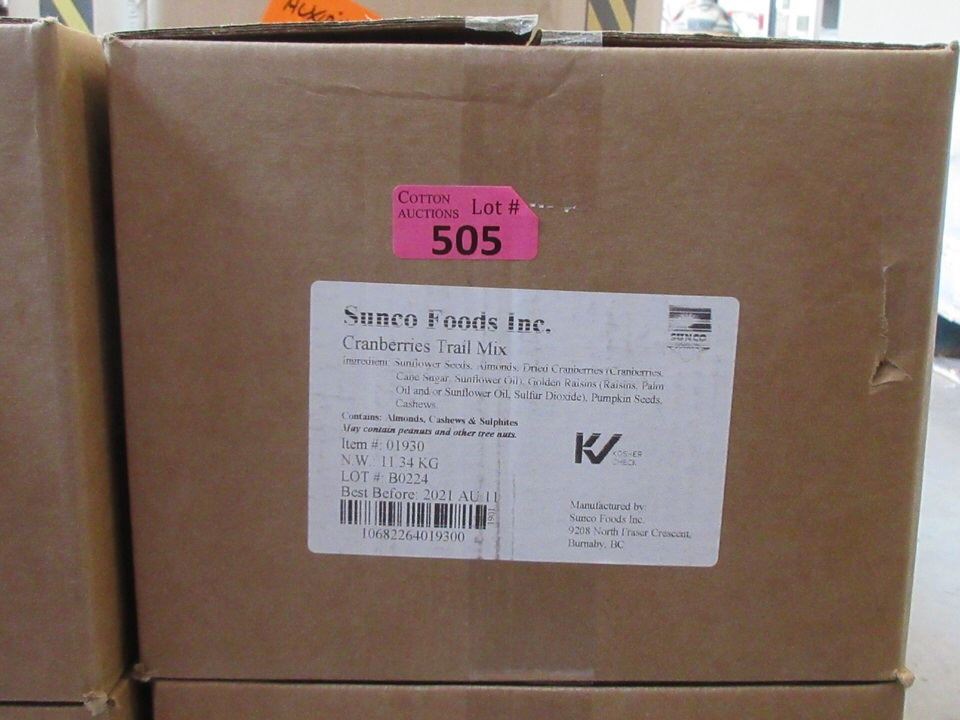 COTTON
AUCTIONS Lot #
505
Sunco Foods Inc.
SUNCO
Cranberries Trail Mix
Ingredient: Sunflower Seeds, Almonds, Dried Cranberries (Cranberries,
Cane Sugar, Sunflower Oil), Golden Raisins (Raisins, Palm
Oil and or Sunflower Oil, Sulfur Dioxide), Pumpkin Seeds,
Cashews.
Contains: Almonds, Cashews & Sulphites
May contain peanuts and other tree nuts.
Item #: 01930
N.W.: 11.34 KG
LOT #: B0224
Best Before: 2021 AU 11
1901
10682264019300
KV KOSHER
CHECK
Manufactured by:
Sunco Foods Inc.
9208 North Fraser Crescent,
Burnaby, BC